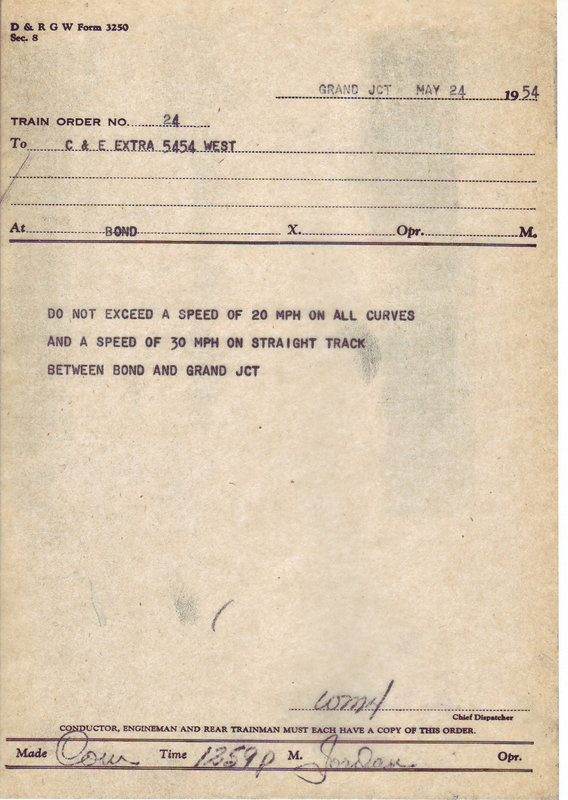 D & R G W Form 3250
Sec. 8
GRAND JCT MAY 24 1954
TRAIN ORDER NO. 24
To C & E EXTRA 5454 WEST
At BOND X. Opr. M.
DO NOT EXCEED A SPEED OF 20 MPH ON ALL CURVES
AND A SPEED OF 30 MPH ON STRAIGHT TRACK
BETWEEN BOND AND GRAND JCT
Chief Dispatcher
CONDUCTOR, ENGINEMAN AND REAR TRAINMAN MUST EACH HAVE A COPY OF THIS ORDER.
Made Com Time 1259 P M. Jordan Opr.